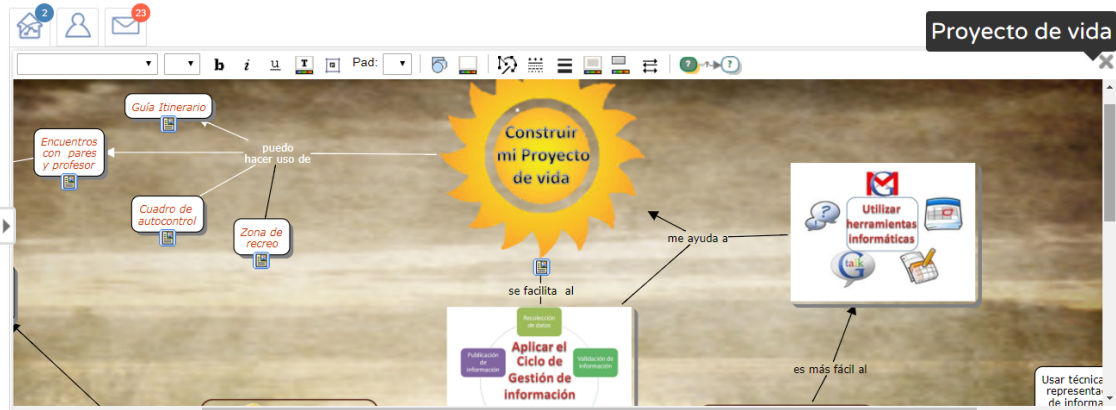 2
23
Proyecto de vida
b i u T Pad:
? ?
Guía Itinerario
Encuentros
con pares
y profesor
puedo
hacer uso de
Cuadro de
autocontrol
Zona de
recreo
Construir
mi Proyecto
de vida
se facilita al
me ayuda a
Utilizar
herramientas
informáticas
talk
Recolección
de datos
Publicación
de
información
Aplicar el
Ciclo de
Gestión de
información
Validación de
información
es más fácil al
Usar técnica
representa
de informa